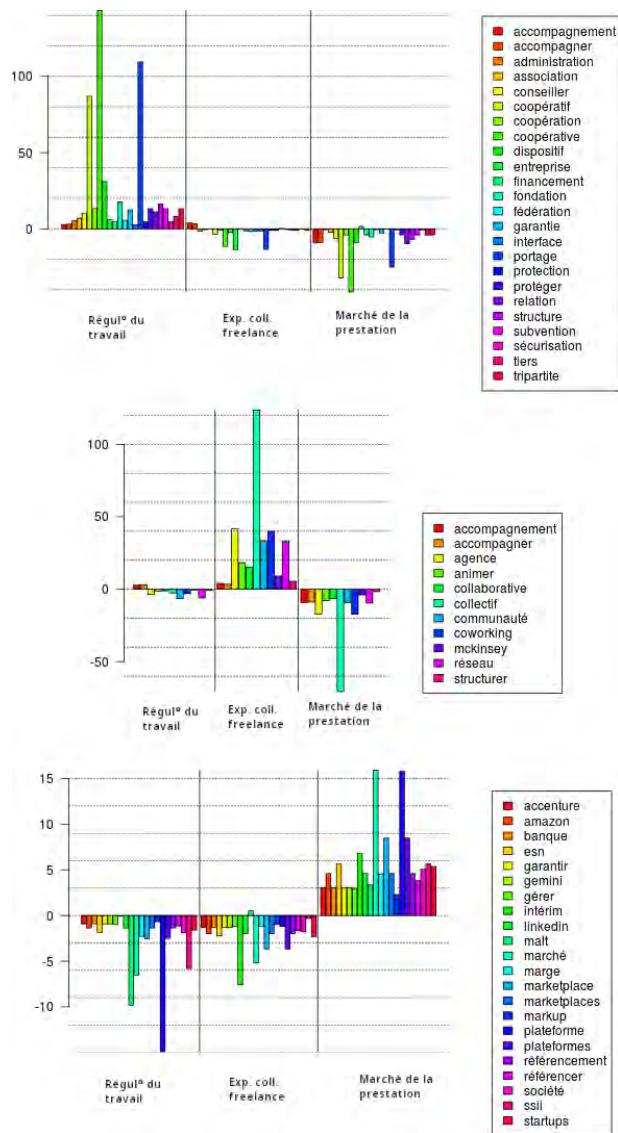 100
50
0
Régul° du
travail
Exp. coll.
freelance
Marché de la
prestation
accompagnement
accompagner
administration
association
conseiller
coopératif
coopération
coopérative
dispositif
entreprise
financement
fondation
fédération
garantie
interface
portage
protection
protéger
relation
structure
subvention
sécurisation
tiers
tripartite
100
50
0
-50
Régul° du
travail
Exp. coll.
freelance
Marché de la
prestation
accompagnement
accompagner
agence
animer
collaborative
collectif
communauté
coworking
mckinsey
réseau
structurer
15
10
5
0
-5
-10
Régul° du
travail
Exp. coll.
freelance
Marché de la
prestation
accenture
amazon
banque
esn
garantir
gemini
gérer
intérim
linkedin
malt
marché
marge
marketplace
marketplaces
markup
plateforme
plateformes
référencement
référencer
société
ssii
startups